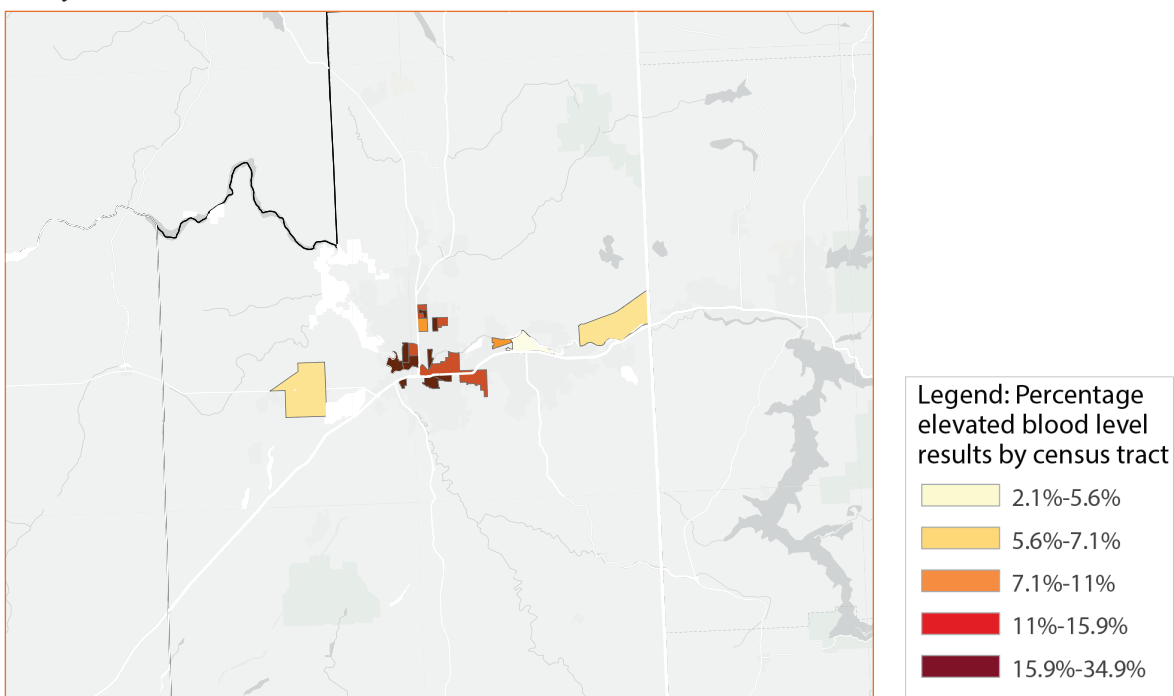 Legend: Percentage
elevated blood level
results by census tract
2.1%-5.6%
5.6%-7.1%
7.1%-11%
11%-15.9%
15.9%-34.9%